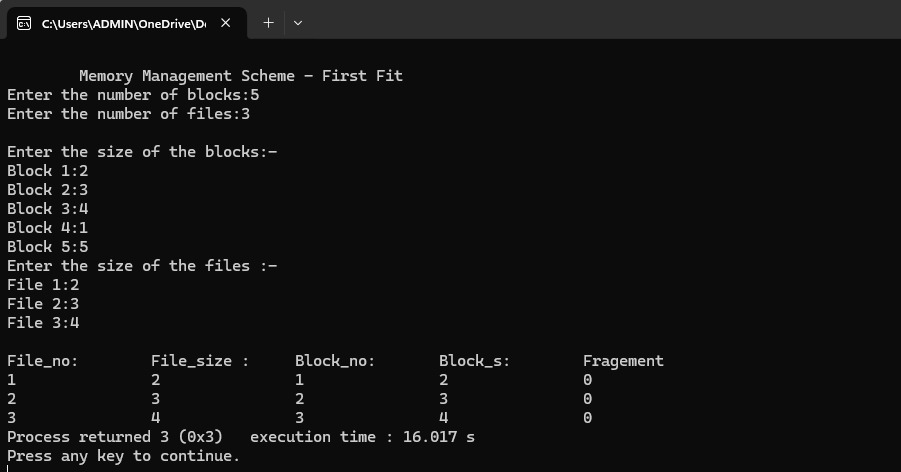 C:\Users\ADMIN\OneDrive\D
Memory Management Scheme - First Fit
Enter the number of blocks:5
Enter the number of files:3
Enter the size of the blocks:-
Block 1:2
Block 2:3
Block 3:4
Block 4:1
Block 5:5
Enter the size of the files :-
File 1:2
File 2:3
File 3:4
File_no: File_size : Block_no: Block_s: Fragement
1 2 1 2 0
2 3 2 3 0
3 4 3 4 0
Process returned 3 (0x3) execution time : 16.017 s
Press any key to continue.